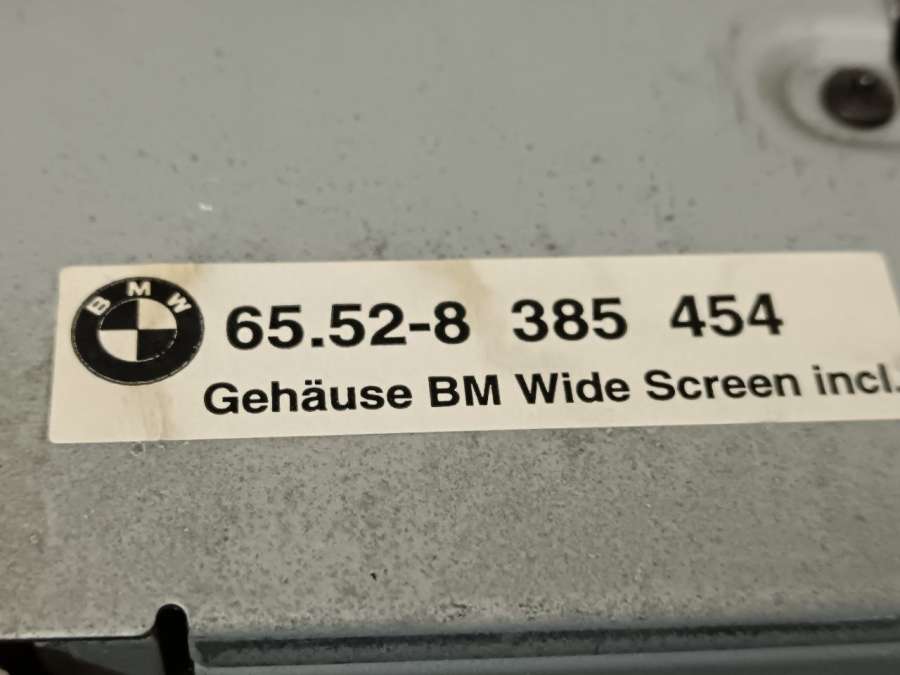 BMW
65.52-8 385 454
Gehäuse BM Wide Screen incl.